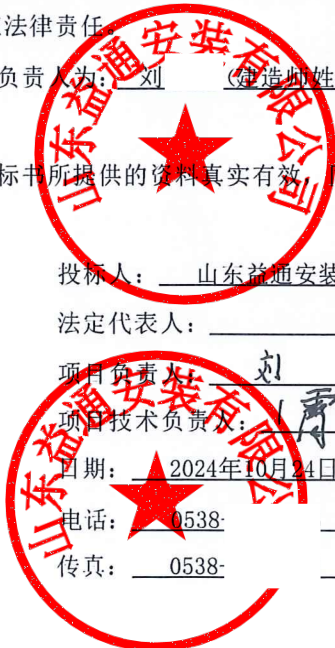 法律责任。
负责人为：刘（建造师姓
标书所提供的资料真实有效，
山东益通安装有限公司
投标人：山东益通安装
法定代表人：
项目负责人：刘
项目技术负责人：霄
日期：2024年10月24日
电话：0538-
传真：0538-
山东益通安装有限公